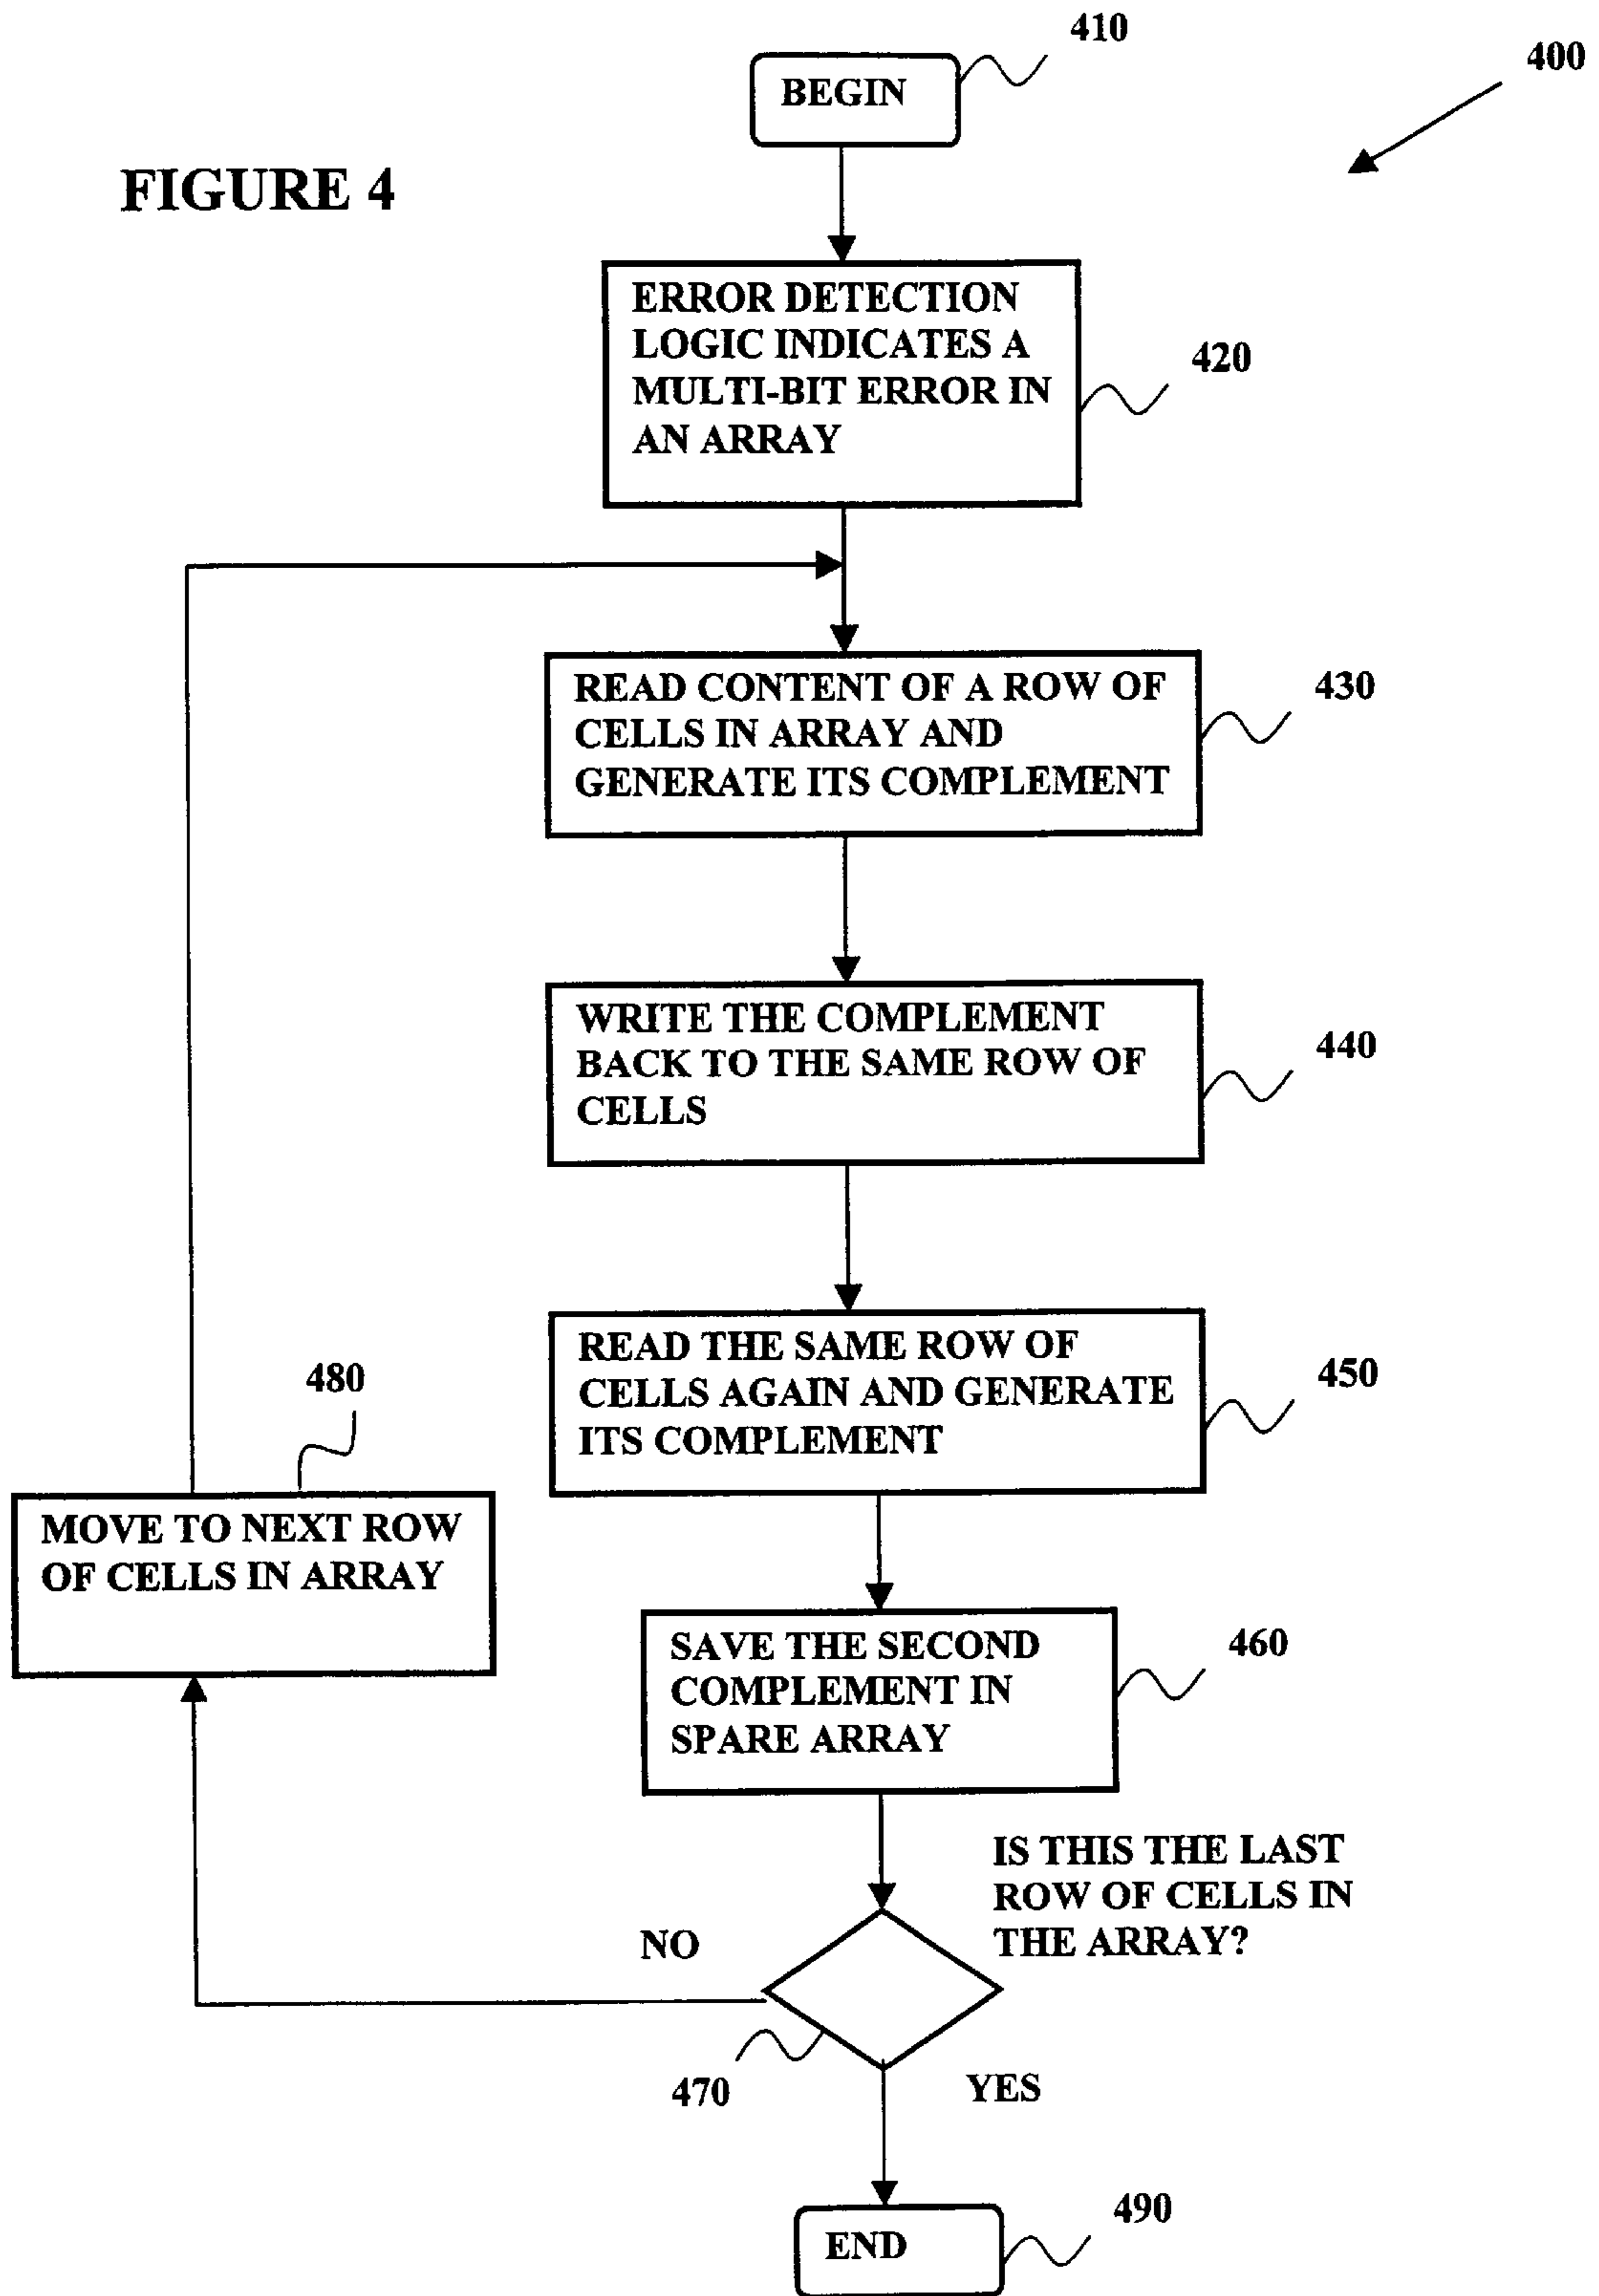 410
400
BEGIN
FIGURE 4
ERROR DETECTION
LOGIC INDICATES A
MULTI-BIT ERROR IN
AN ARRAY
420
READ CONTENT OF A ROW OF
CELLS IN ARRAY AND
GENERATE ITS COMPLEMENT
430
WRITE THE COMPLEMENT
BACK TO THE SAME ROW OF
CELLS
440
READ THE SAME ROW OF
CELLS AGAIN AND GENERATE
ITS COMPLEMENT
450
480
MOVE TO NEXT ROW
OF CELLS IN ARRAY
SAVE THE SECOND
COMPLEMENT IN
SPARE ARRAY
460
IS THIS THE LAST
ROW OF CELLS IN
THE ARRAY?
NO
470
YES
END
490